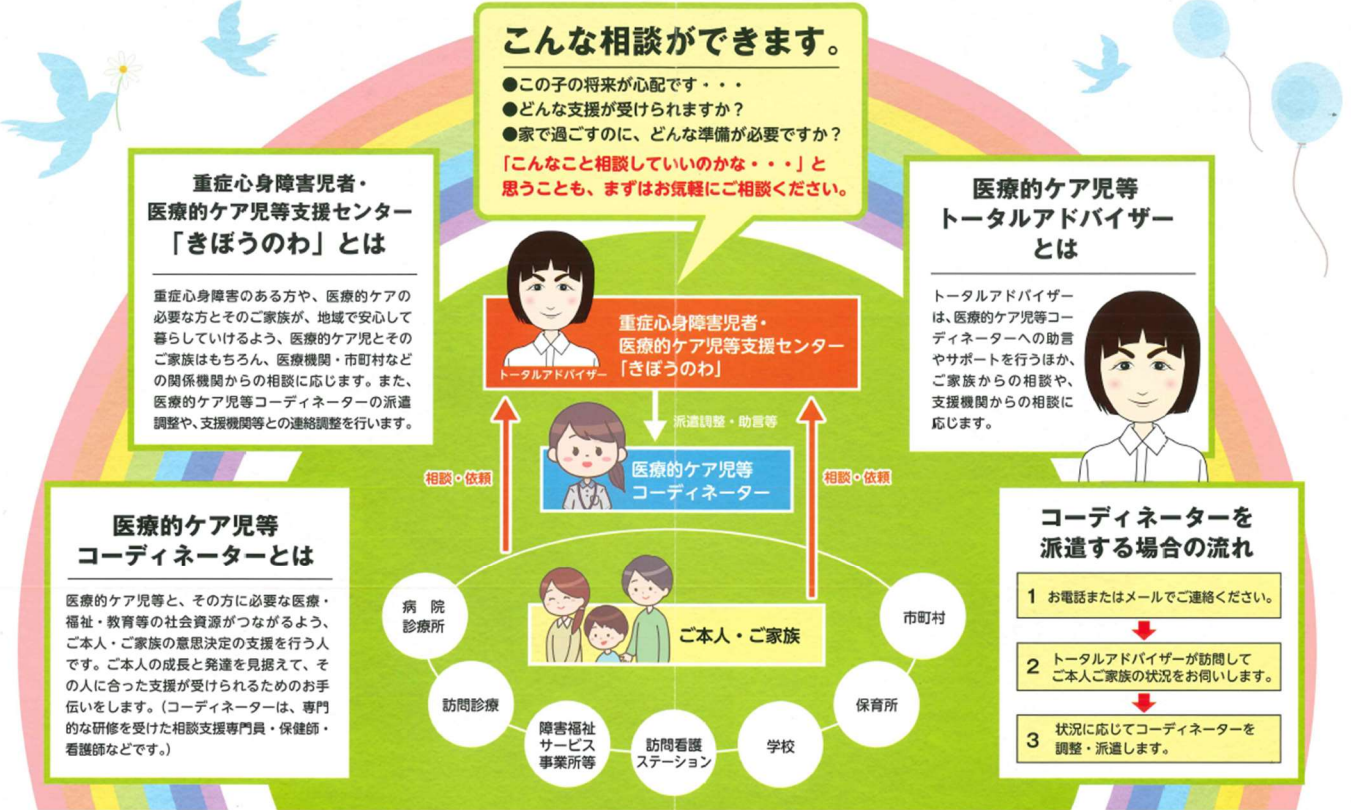 こんな相談ができます。
●この子の将来が心配です・・・
●どんな支援が受けられますか？
●家で過ごすのに、どんな準備が必要ですか？
「こんなこと相談していいのかな・・・」と
思うことも、まずはお気軽にご相談ください。
重症心身障害児者・
医療的ケア児等支援センター
「きぼうのわ」とは
重症心身障害のある方や、医療的ケアの
必要な方とそのご家族が、地域で安心して
暮らしていけるよう、医療的ケア児とその
ご家族はもちろん、医療機関・市町村など
の関係機関からの相談に応じます。また、
医療的ケア児等コーディネーターの派遣
調整や、支援機関等との連絡調整を行います。
医療的ケア児等
トータルアドバイザー
とは
トータルアドバイザー
は、医療的ケア児等コー
ディネーターへの助言
やサポートを行うほか、
ご家族からの相談や、
支援機関からの相談に
応じます。
重症心身障害児者・
医療的ケア児等支援センター
「きぼうのわ」
トータルアドバイザー
派遣調整・助言等
医療的ケア児等
コーディネーター
相談・依頼
相談・依頼
医療的ケア児等
コーディネーターとは
医療的ケア児等と、その方に必要な医療・
福祉・教育等の社会資源がつながるよう、
ご本人・ご家族の意思決定の支援を行う人
です。ご本人の成長と発達を見据えて、そ
の人に合った支援が受けられるためのお手
伝いをします。（コーディネーターは、専門
的な研修を受けた相談支援専門員・保健師・
看護師などです。）
ご本人・ご家族
病　院
診療所
訪問診療
障害福祉
サービス
事業所等
訪問看護
ステーション
学校
保育所
市町村
コーディネーターを
派遣する場合の流れ
1 お電話またはメールでご連絡ください。
2 トータルアドバイザーが訪問して
ご本人ご家族の状況をお伺いします。
3 状況に応じてコーディネーターを
調整・派遣します。